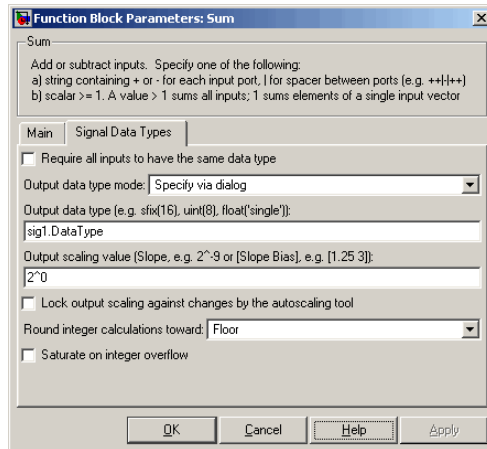 Function Block Parameters: Sum
Sum
Add or subtract inputs. Specify one of the following:
a) string containing + or - for each input port, | for spacer between ports (e.g. ++|-|++)
b) scalar >= 1. A value > 1 sums all inputs; 1 sums elements of a single input vector
Main Signal Data Types
Require all inputs to have the same data type
Output data type mode: Specify via dialog
Output data type (e.g. sfix(16), uint(8), float('single')):
sig1.DataType
Output scaling value (Slope, e.g. 2^-9 or [Slope Bias], e.g. [1.25 3]):
2^0
Lock output scaling against changes by the autoscaling tool
Round integer calculations toward: Floor
Saturate on integer overflow
OK Cancel Help Apply